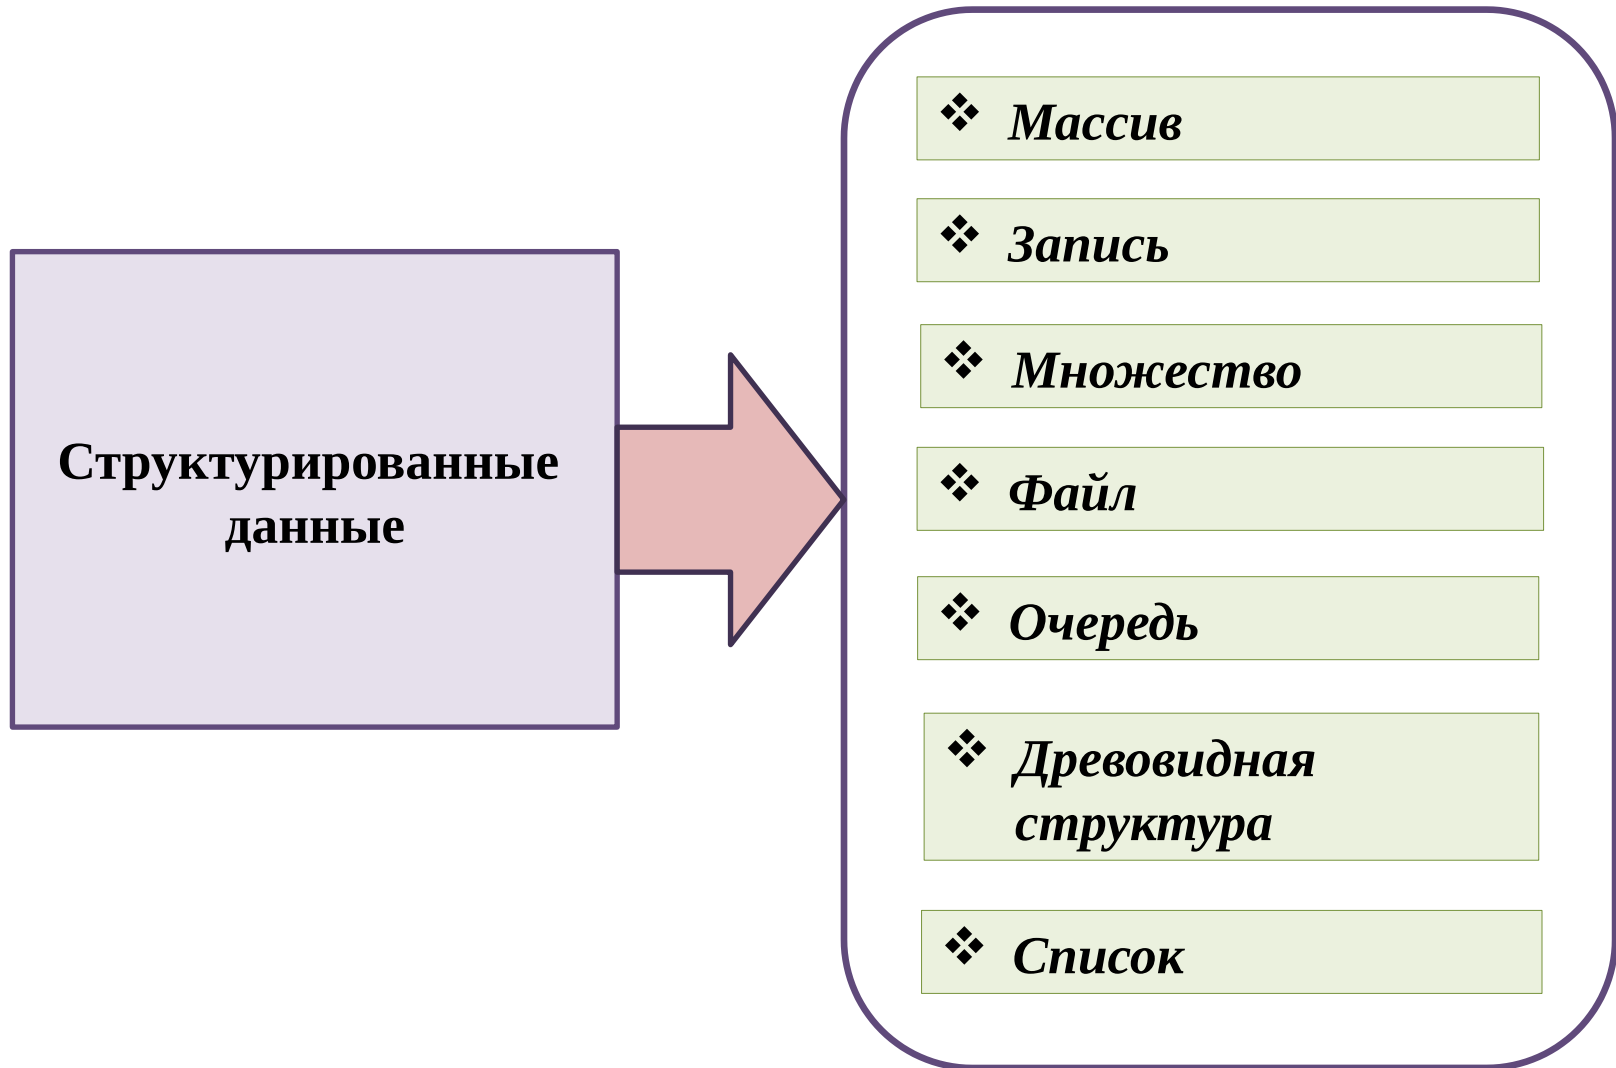 Структурированные
данные
Массив
Запись
Множество
Файл
Очередь
Древовидная
структура
Список